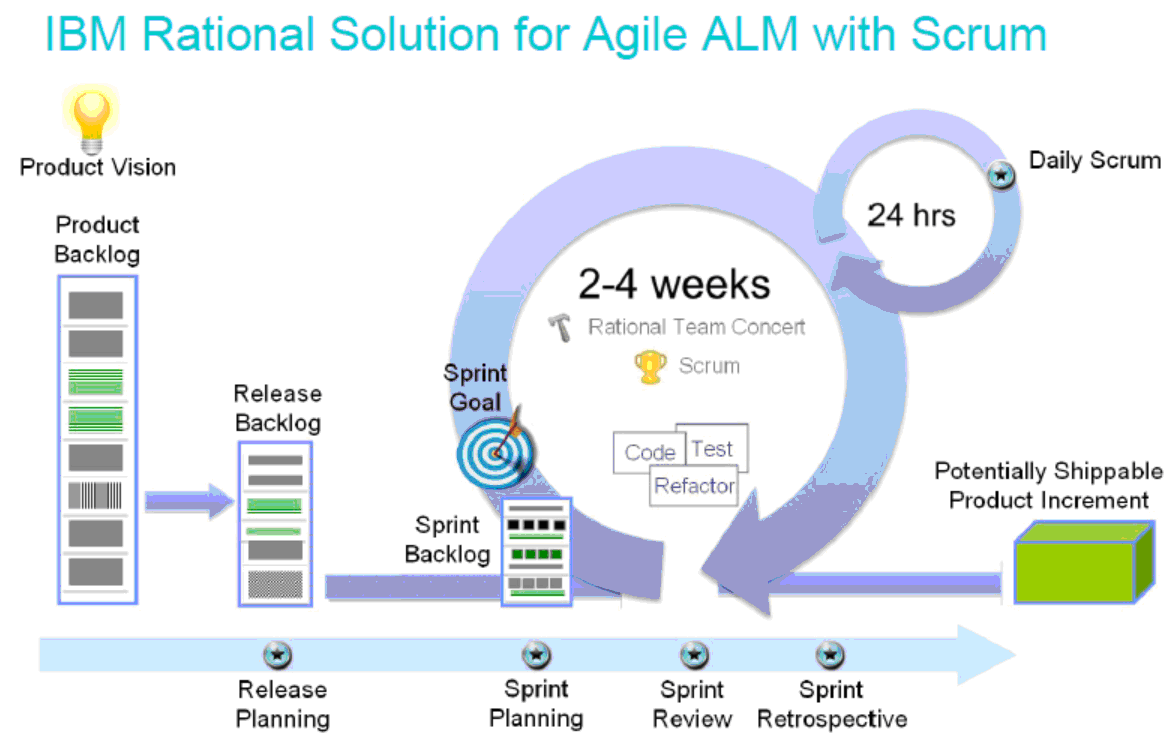 IBM Rational Solution for Agile ALM with Scrum
Product Vision
Product
Backlog
Release
Backlog
Sprint
Goal
Sprint
Backlog
2-4 weeks
Rational Team Concert
Scrum
Code
Test
Refactor
24 hrs
Daily Scrum
Potentially Shippable
Product Increment
Release
Planning
Sprint
Planning
Sprint
Review
Sprint
Retrospective